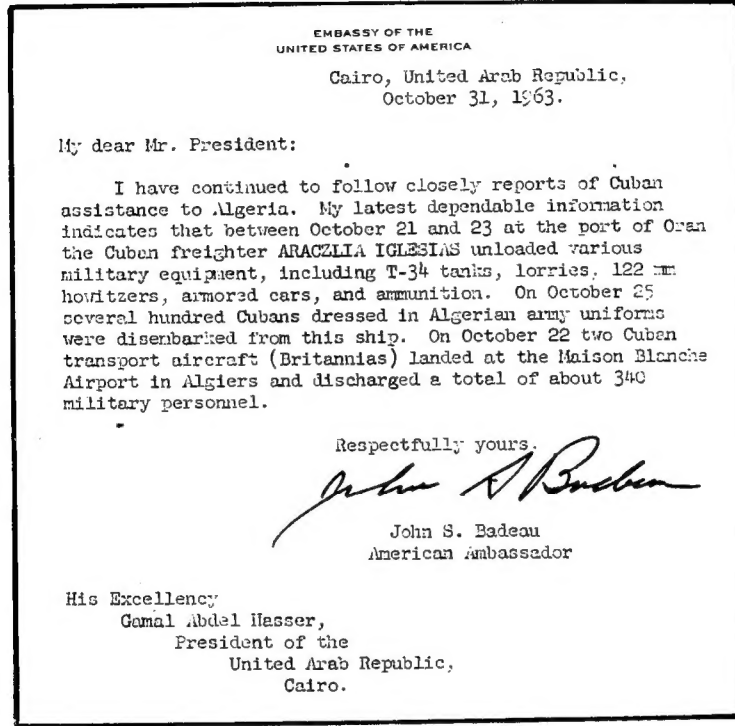 EMBASSY OF THE
UNITED STATES OF AMERICA
Cairo, United Arab Republic,
October 31, 1963.
My dear Mr. President:
I have continued to follow closely reports of Cuban
assistance to Algeria. My latest dependable information
indicates that between October 21 and 23 at the port of Oran
the Cuban freighter ARACZLIA IGLESIAS unloaded various
military equipment, including T-34 tanks, lorries, 122 mm
howitzers, armored cars, and ammunition. On October 25
several hundred Cubans dressed in Algerian army uniforms
were disembarked from this ship. On October 22 two Cuban
transport aircraft (Britannias) landed at the Maison Blanche
Airport in Algiers and discharged a total of about 340
military personnel.
Respectfully yours,
John S Badeau
John S. Badeau
American Ambassador
His Excellency
Gamal Abdel Nasser,
President of the
United Arab Republic,
Cairo.